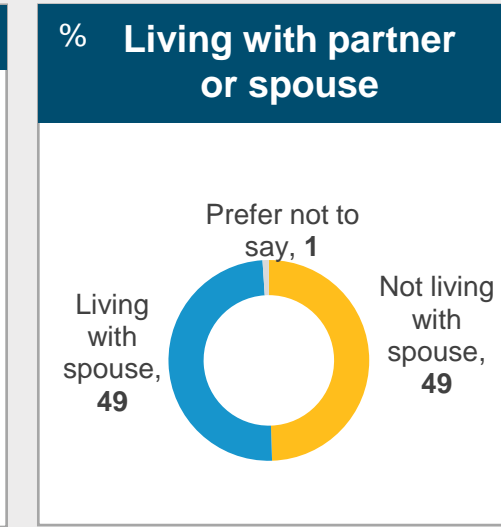 % Living with partner
or spouse
Prefer not to
say, 1
Living
with
spouse,
49
Not living
with
spouse,
49